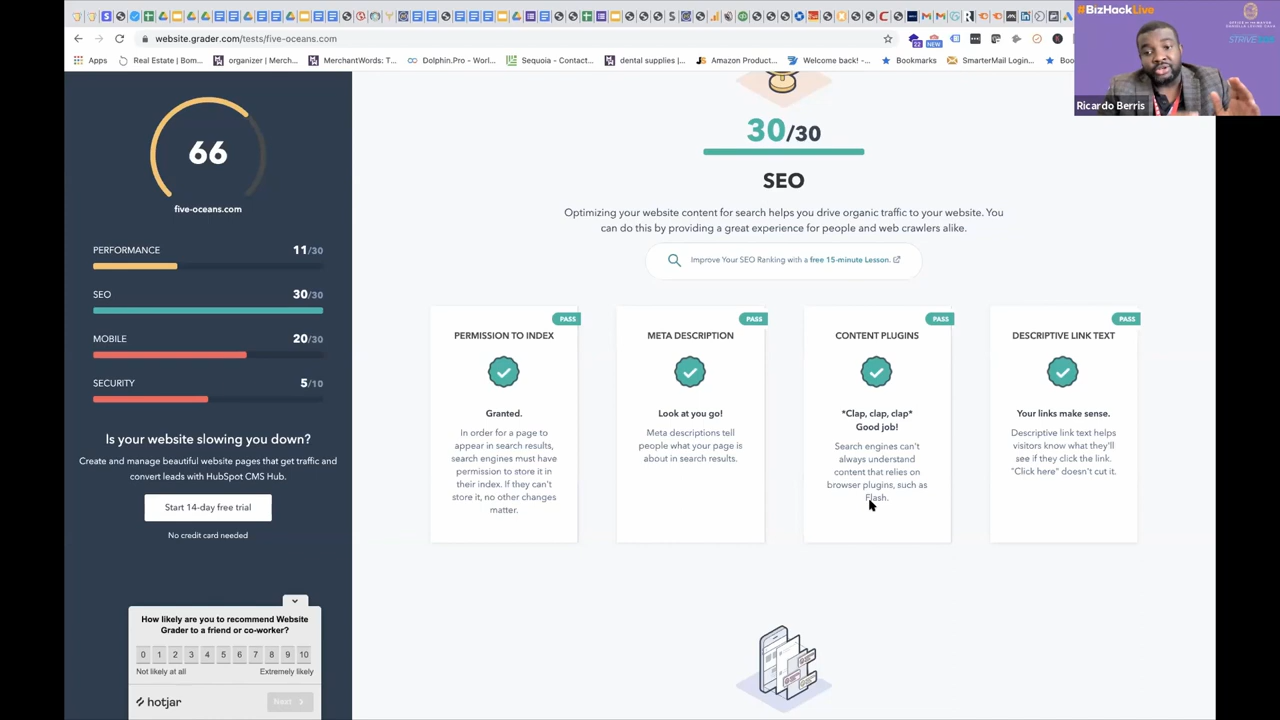 website.grader.com/tests/five-oceans.com
22
NEW
Apps
Real Estate | Bom...
organizer | Merch...
MerchantWords: T...
Dolphin.Pro - Worl...
Sequoia - Contact...
dental supplies |...
Amazon Product...
Welcome back! -...
Bookmarks
SmarterMail Login...
Boo
#BizHackLive
Ricardo Berris
66
five-oceans.com
PERFORMANCE 11/30
SEO 30/30
MOBILE 20/30
SECURITY 5/10
Is your website slowing you down?
Create and manage beautiful website pages that get traffic and
convert leads with HubSpot CMS Hub.
Start 14-day free trial
No credit card needed
How likely are you to recommend Website
Grader to a friend or co-worker?
0 1 2 3 4 5 6 7 8 9 10
Not likely at all Extremely likely
hotjar
Next
30/30
SEO
Optimizing your website content for search helps you drive organic traffic to your website. You
can do this by providing a great experience for people and web crawlers alike.
Improve Your SEO Ranking with a free 15-minute Lesson.
PASS
PERMISSION TO INDEX
Granted.
In order for a page to
appear in search results,
search engines must have
permission to store it in
their index. If they can't
store it, no other changes
matter.
PASS
META DESCRIPTION
Look at you go!
Meta descriptions tell
people what your page is
about in search results.
PASS
CONTENT PLUGINS
*Clap, clap, clap*
Good job!
Search engines can't
always understand
content that relies on
browser plugins, such as
Flash.
PASS
DESCRIPTIVE LINK TEXT
Your links make sense.
Descriptive link text helps
visitors know what they'll
see if they click the link.
"Click here" doesn't cut it.